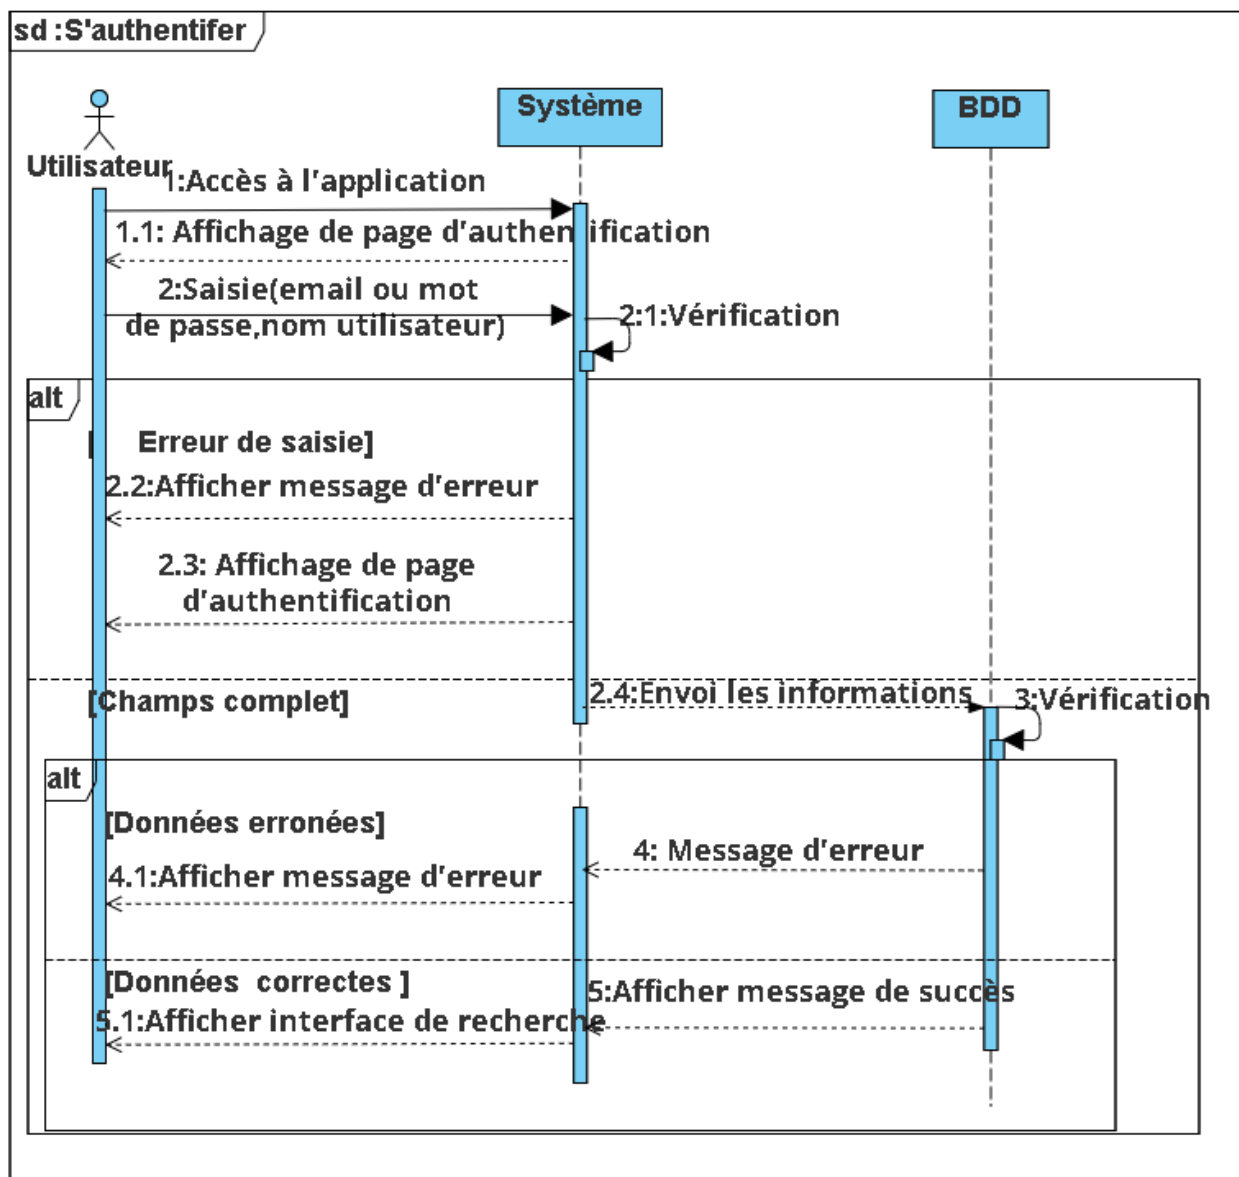 sd :S'authentifer
Système
BDD
Utilisateur
1:Accès à l'application
1.1: Affichage de page d'authentification
2:Saisie(email ou mot
de passe,nom utilisateur)
2:1:Vérification
alt
[ Erreur de saisie]
2.2:Afficher message d'erreur
2.3: Affichage de page
d'authentification
[Champs complet]
2.4:Envoi les informations
3:Vérification
alt
[Données erronées]
4: Message d'erreur
4.1:Afficher message d'erreur
[Données correctes ]
5:Afficher message de succès
5.1:Afficher interface de recherche